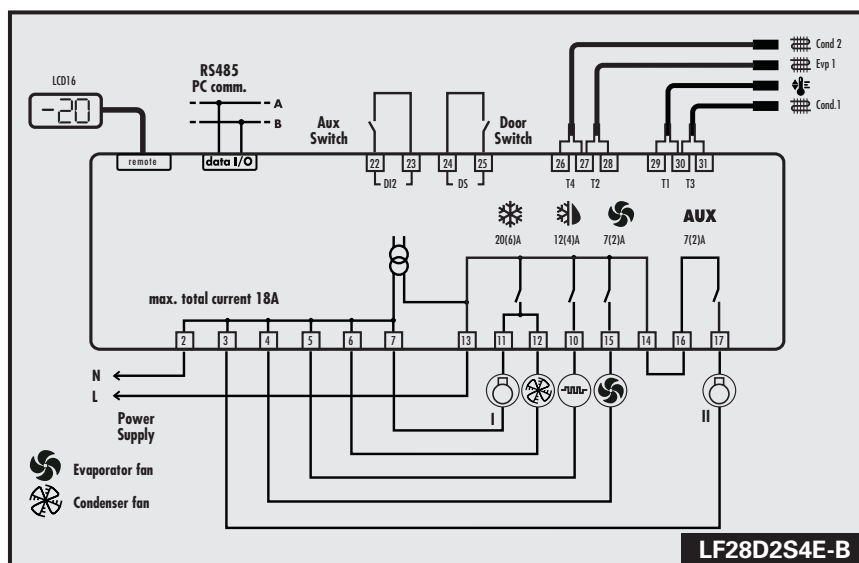 LCD16
-20
RS485
PC comm.
A
B
Aux
Switch
Door
Switch
Cond 2
Evp 1
Cond.1
remote
data I/O
22 23 24 25 26 27 28 29 30 31
DI2 DS T4 T2 T1 T3
AUX
20(6)A 12(4)A 7(2)A 7(2)A
max. total current 18A
2 3 4 5 6 7 13 11 12 10 15 14 16 17
N
L
I II
Power
Supply
Evaporator fan
Condenser fan
LF28D2S4E-B